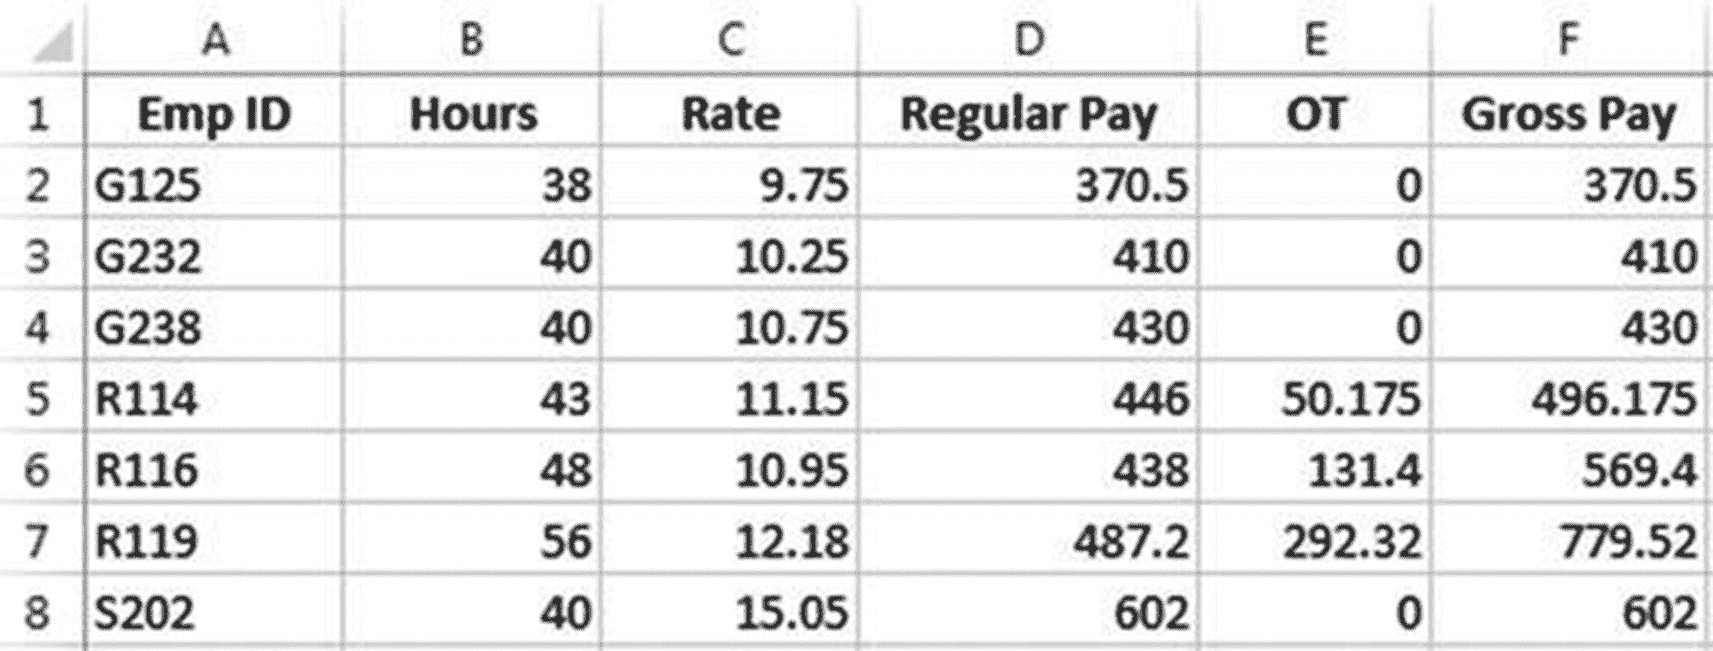 A B C D E F
1 Emp ID Hours Rate Regular Pay OT Gross Pay
2 G125 38 9.75 370.5 0 370.5
3 G232 40 10.25 410 0 410
4 G238 40 10.75 430 0 430
5 R114 43 11.15 446 50.175 496.175
6 R116 48 10.95 438 131.4 569.4
7 R119 56 12.18 487.2 292.32 779.52
8 S202 40 15.05 602 0 602